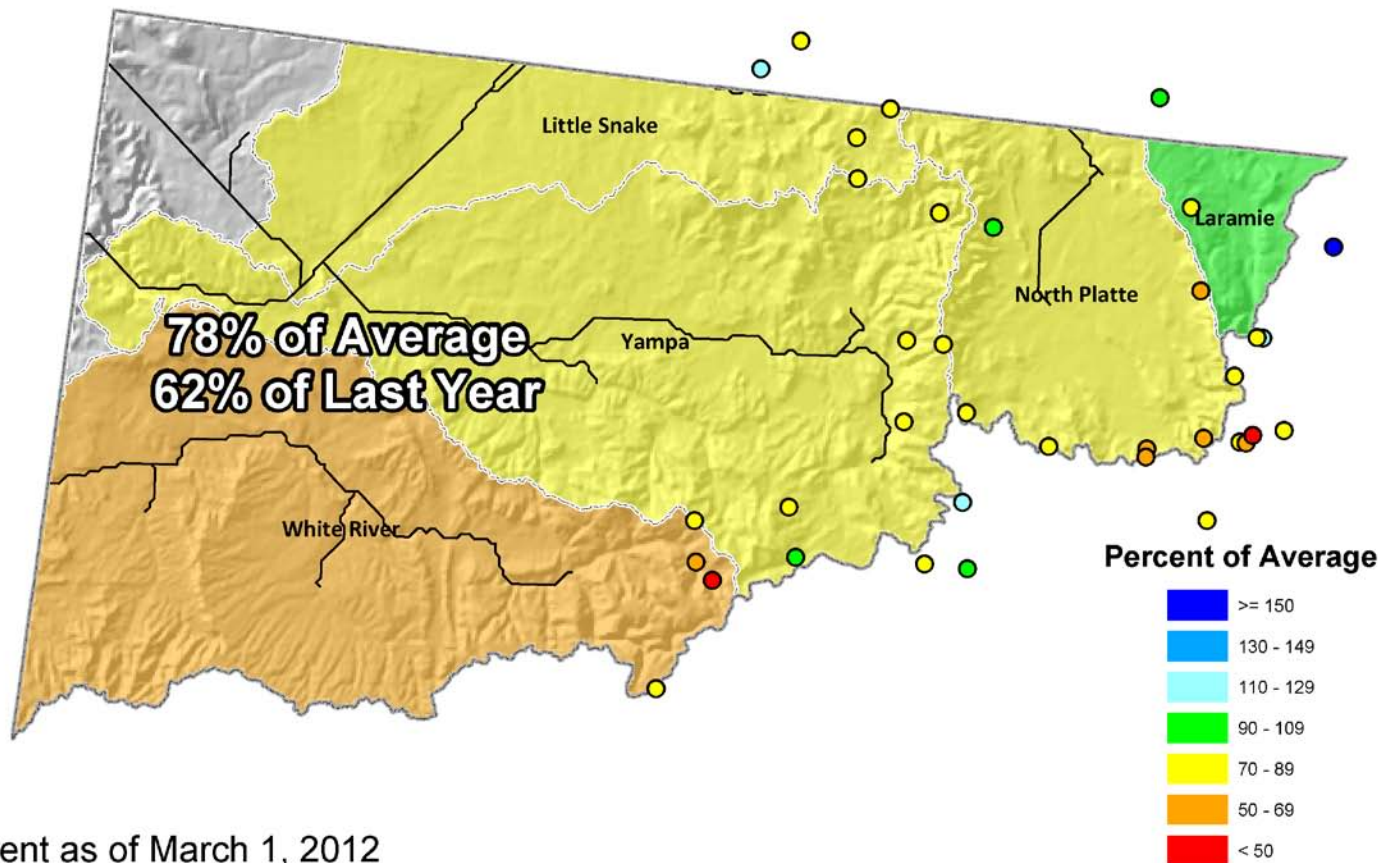 Little Snake
Laramie
North Platte
78% of Average
62% of Last Year
Yampa
White River
Percent of Average
>= 150
130 - 149
110 - 129
90 - 109
70 - 89
50 - 69
< 50
as of March 1, 2012